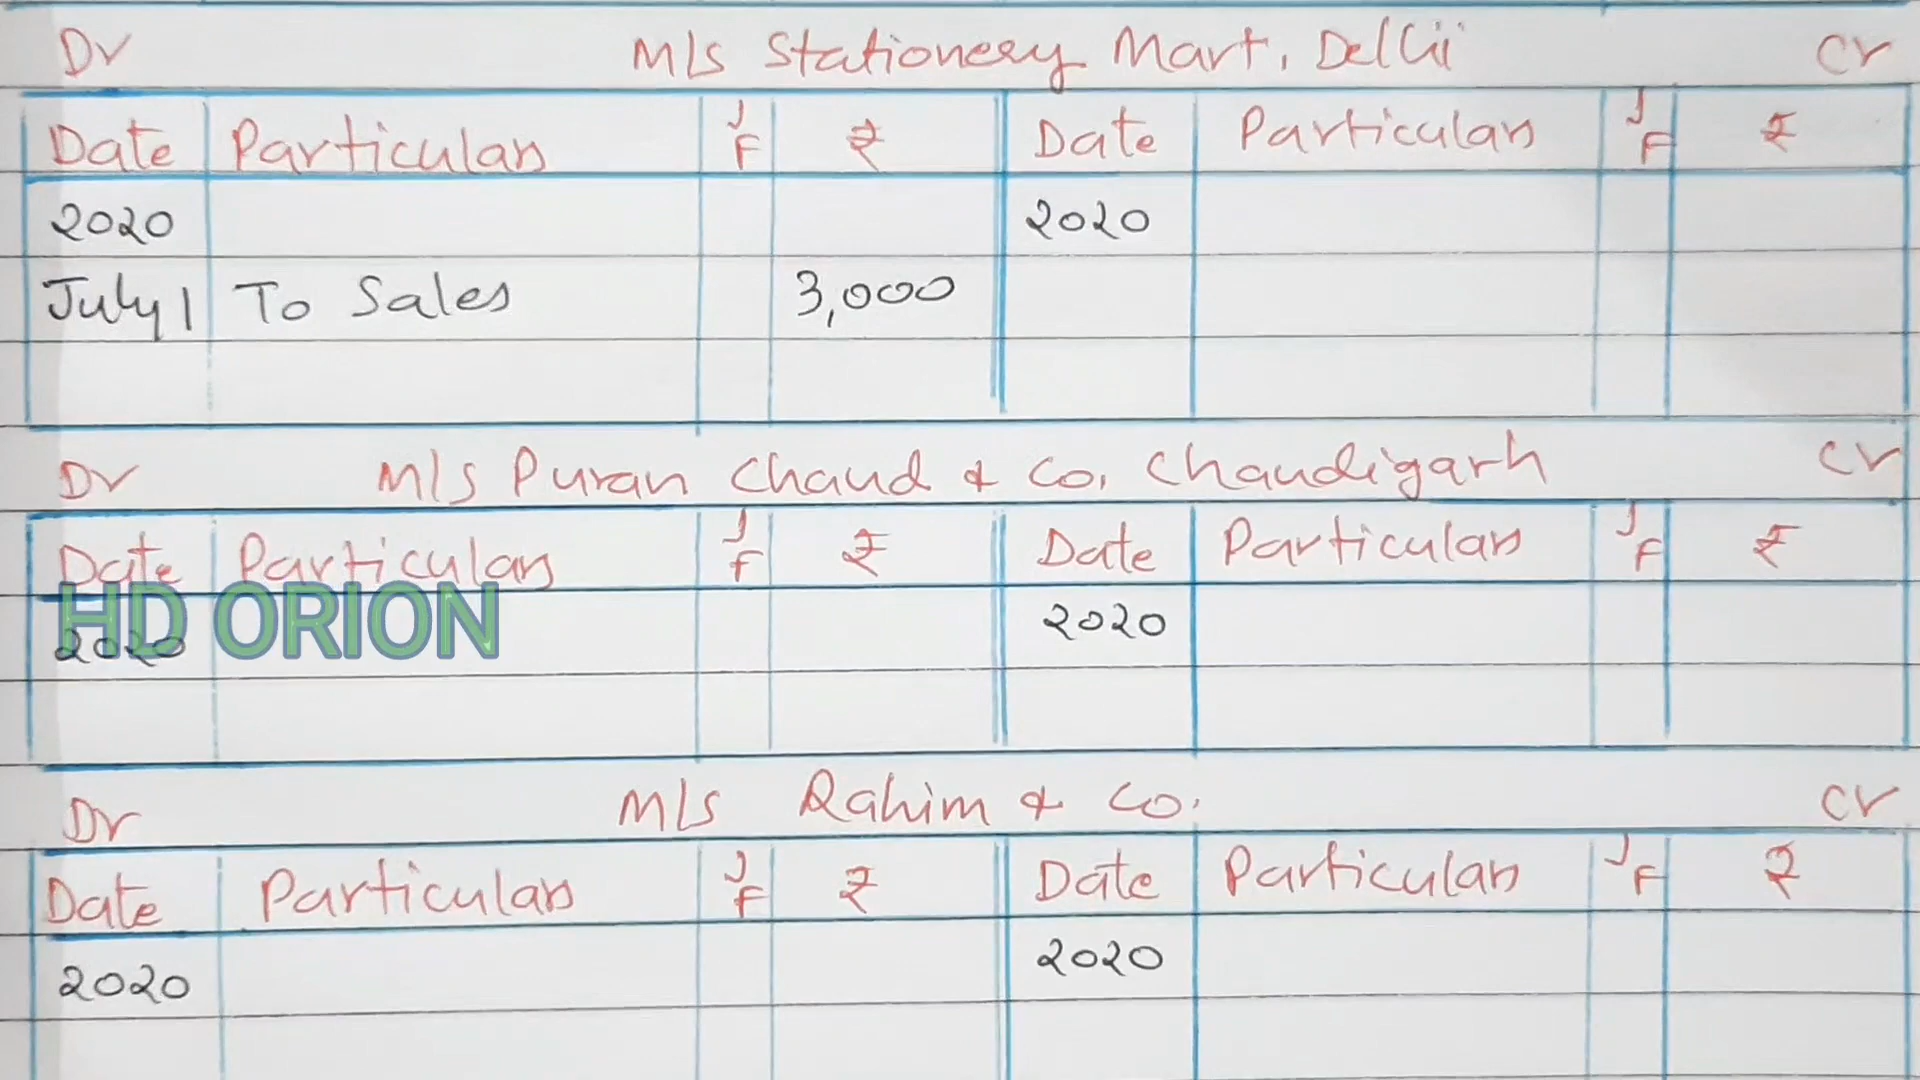 Dr M/s Stationery Mart, Delhi Cr
Date Particulars J F ₹ Date Particulars J F ₹
2020 2020
July 1 To Sales 3,000
Dr M/s Puran Chand & Co, Chandigarh Cr
Date Particulars J F ₹ Date Particulars J F ₹
HD ORION
2020 2020
Dr M/s Rahim & Co. Cr
Date Particulars J F ₹ Date Particulars J F ₹
2020 2020